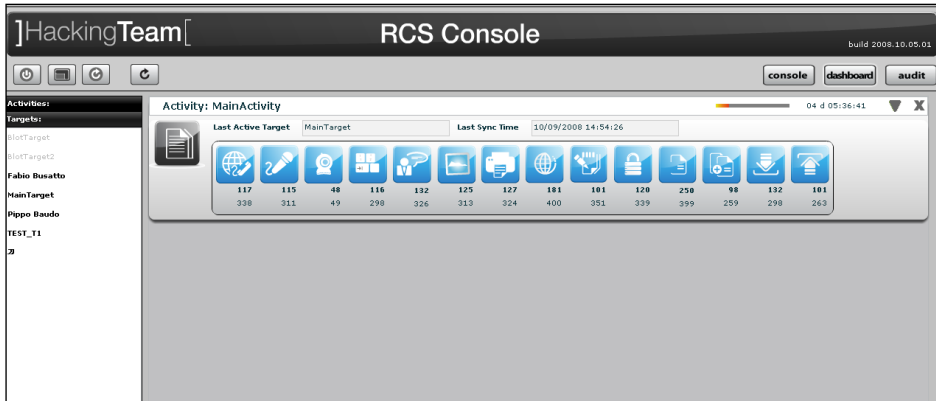 ]HackingTeam[
RCS Console
build 2008.10.05.01
console dashboard audit
Activities:
Targets:
BlotTarget
BlotTarget2
Fabio Busatto
MainTarget
Pippo Baudo
TEST_T1
Activity: MainActivity
04 d 05:36:41
X
Last Active Target MainTarget Last Sync Time 10/09/2008 14:54:26
117 115 48 116 132 125 127 181 101 120 250 98 132 101
338 311 49 298 326 313 324 400 351 339 399 259 298 263